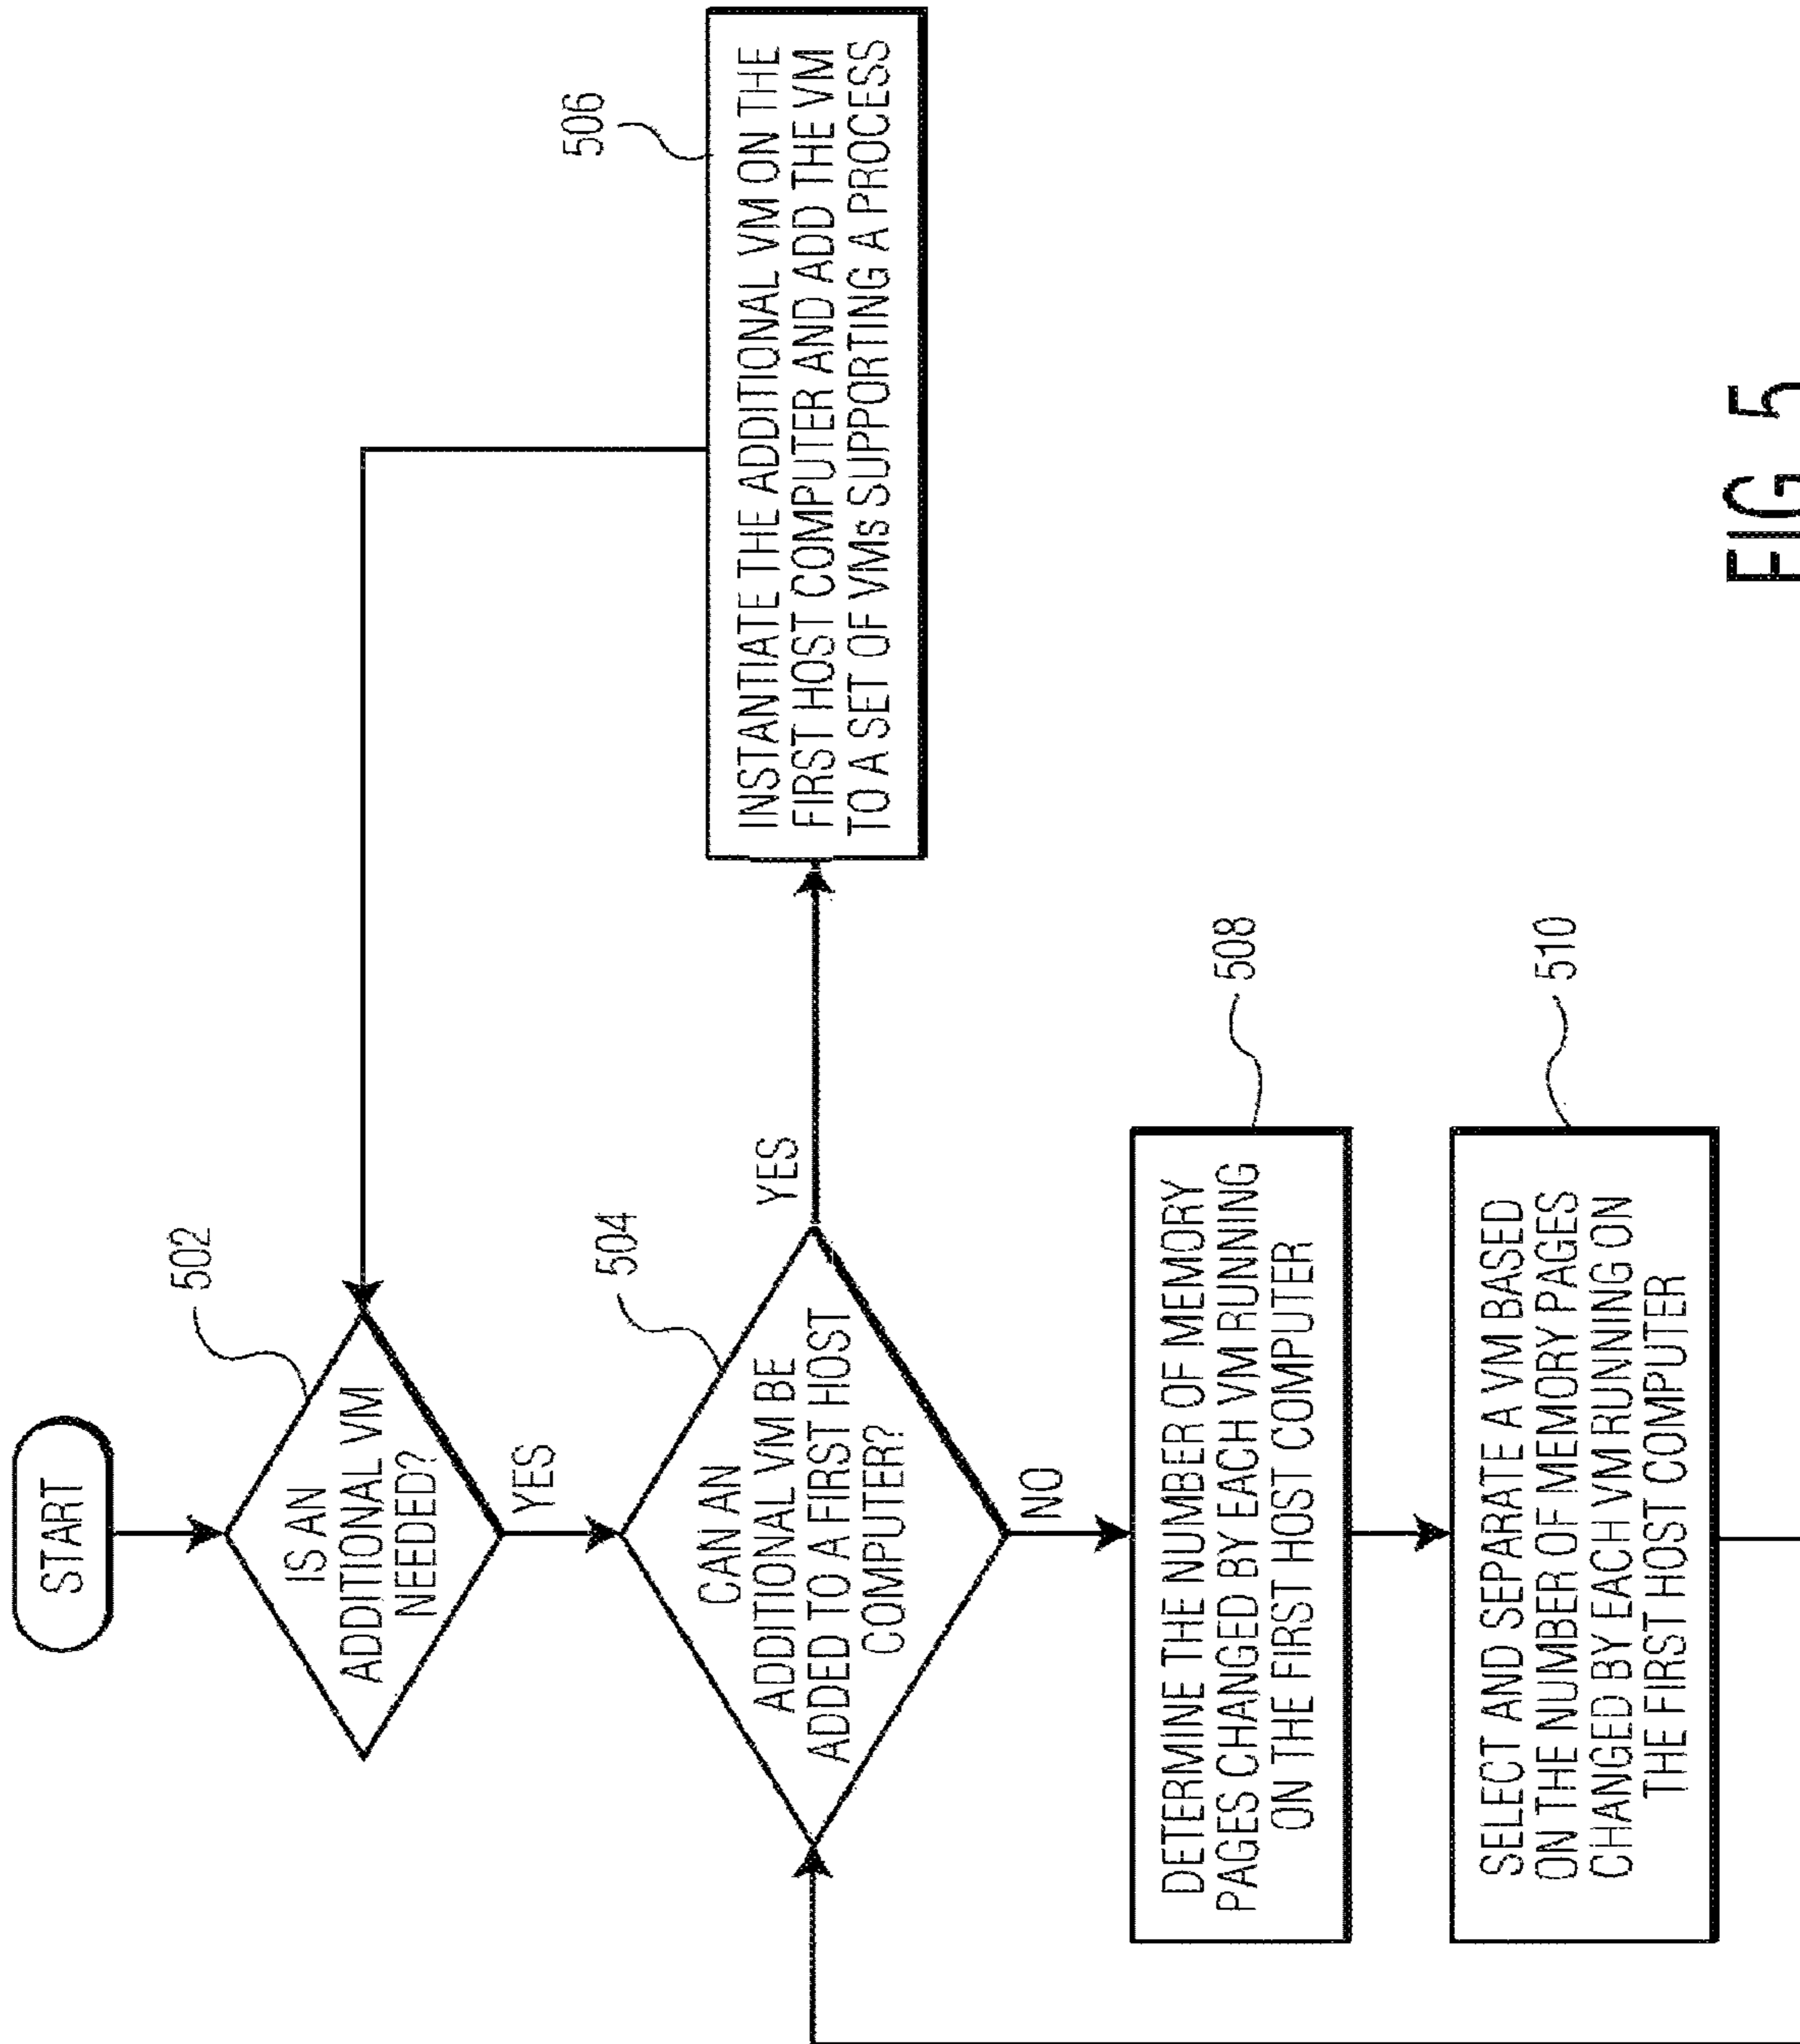 START
502
IS AN
ADDITIONAL VM
NEEDED?
YES
504
CAN AN
ADDITIONAL VM BE
ADDED TO A FIRST HOST
COMPUTER?
YES
506
INSTANTIATE THE ADDITIONAL VM ON THE
FIRST HOST COMPUTER AND ADD THE VM
TO A SET OF VMs SUPPORTING A PROCESS
NO
508
DETERMINE THE NUMBER OF MEMORY
PAGES CHANGED BY EACH VM RUNNING
ON THE FIRST HOST COMPUTER
510
SELECT AND SEPARATE A VM BASED
ON THE NUMBER OF MEMORY PAGES
CHANGED BY EACH VM RUNNING ON
THE FIRST HOST COMPUTER
FIG. 5